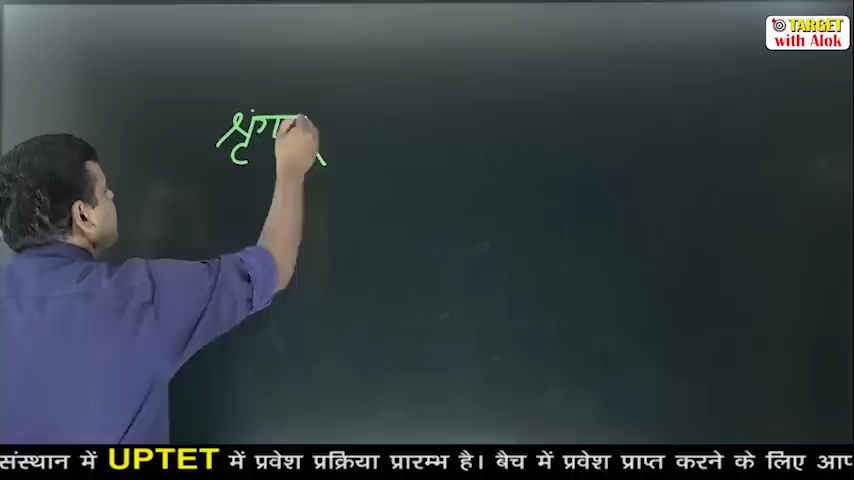 TARGET
with Alok
शृंगार
संस्थान में UPTET में प्रवेश प्रक्रिया प्रारम्भ है। बैच में प्रवेश प्राप्त करने के लिए आप